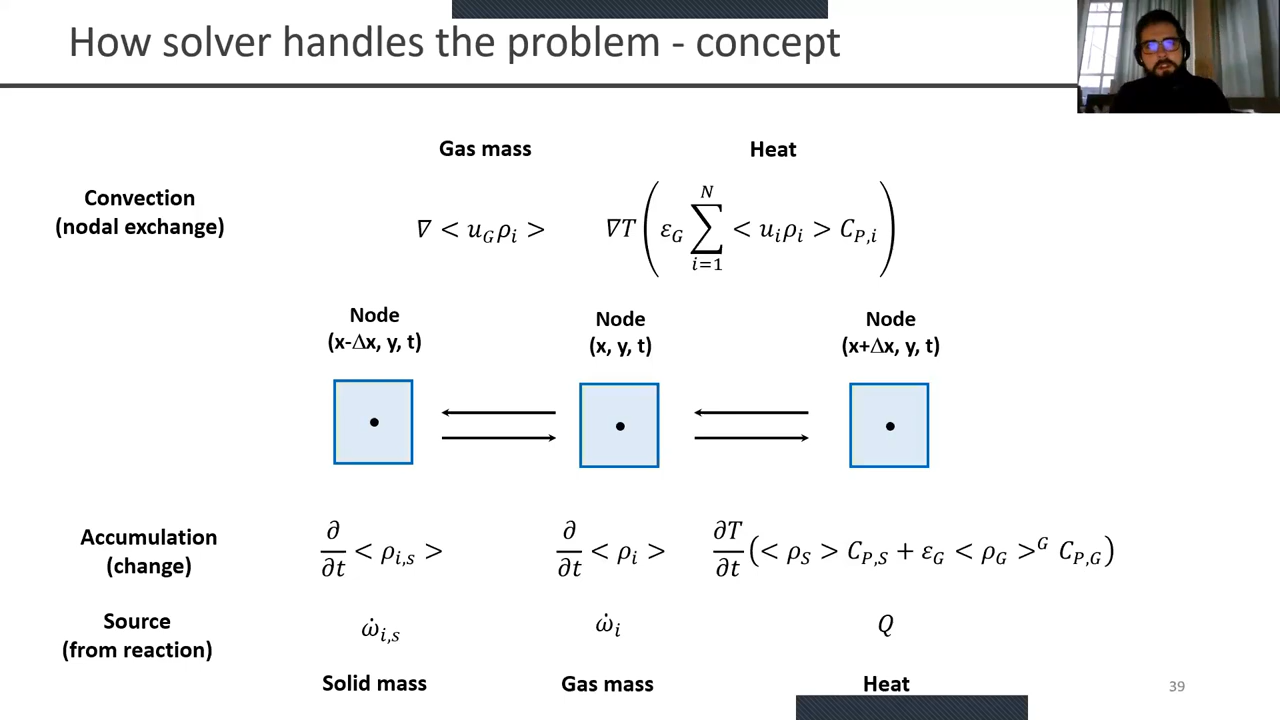 How solver handles the problem - concept
Gas mass
Heat
Convection
(nodal exchange)
∇ < u_G ρ_i >
∇T ( ε_G ∑_{i=1}^{N} < u_i ρ_i > C_{P,i} )
Node
(x-Δx, y, t)
Node
(x, y, t)
Node
(x+Δx, y, t)
Accumulation
(change)
∂/∂t < ρ_{i,s} >
∂/∂t < ρ_i >
∂T/∂t (< ρ_S > C_{P,S} + ε_G < ρ_G >^G C_{P,G})
Source
(from reaction)
ω̇_{i,s}
ω̇_i
Q
Solid mass
Gas mass
Heat
39